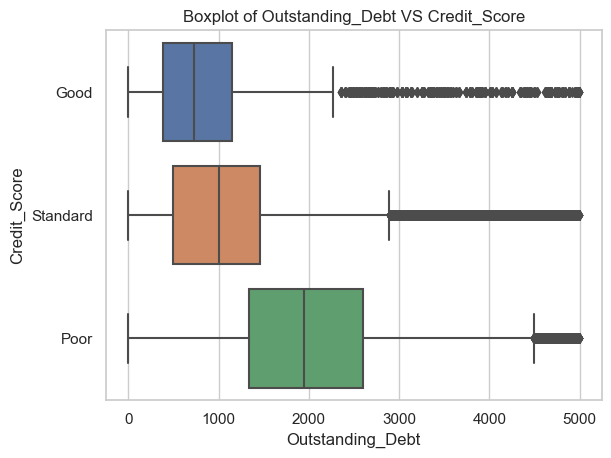 Boxplot of Outstanding_Debt VS Credit_Score
Credit_Score
Good
Standard
Poor
0 1000 2000 3000 4000 5000
Outstanding_Debt